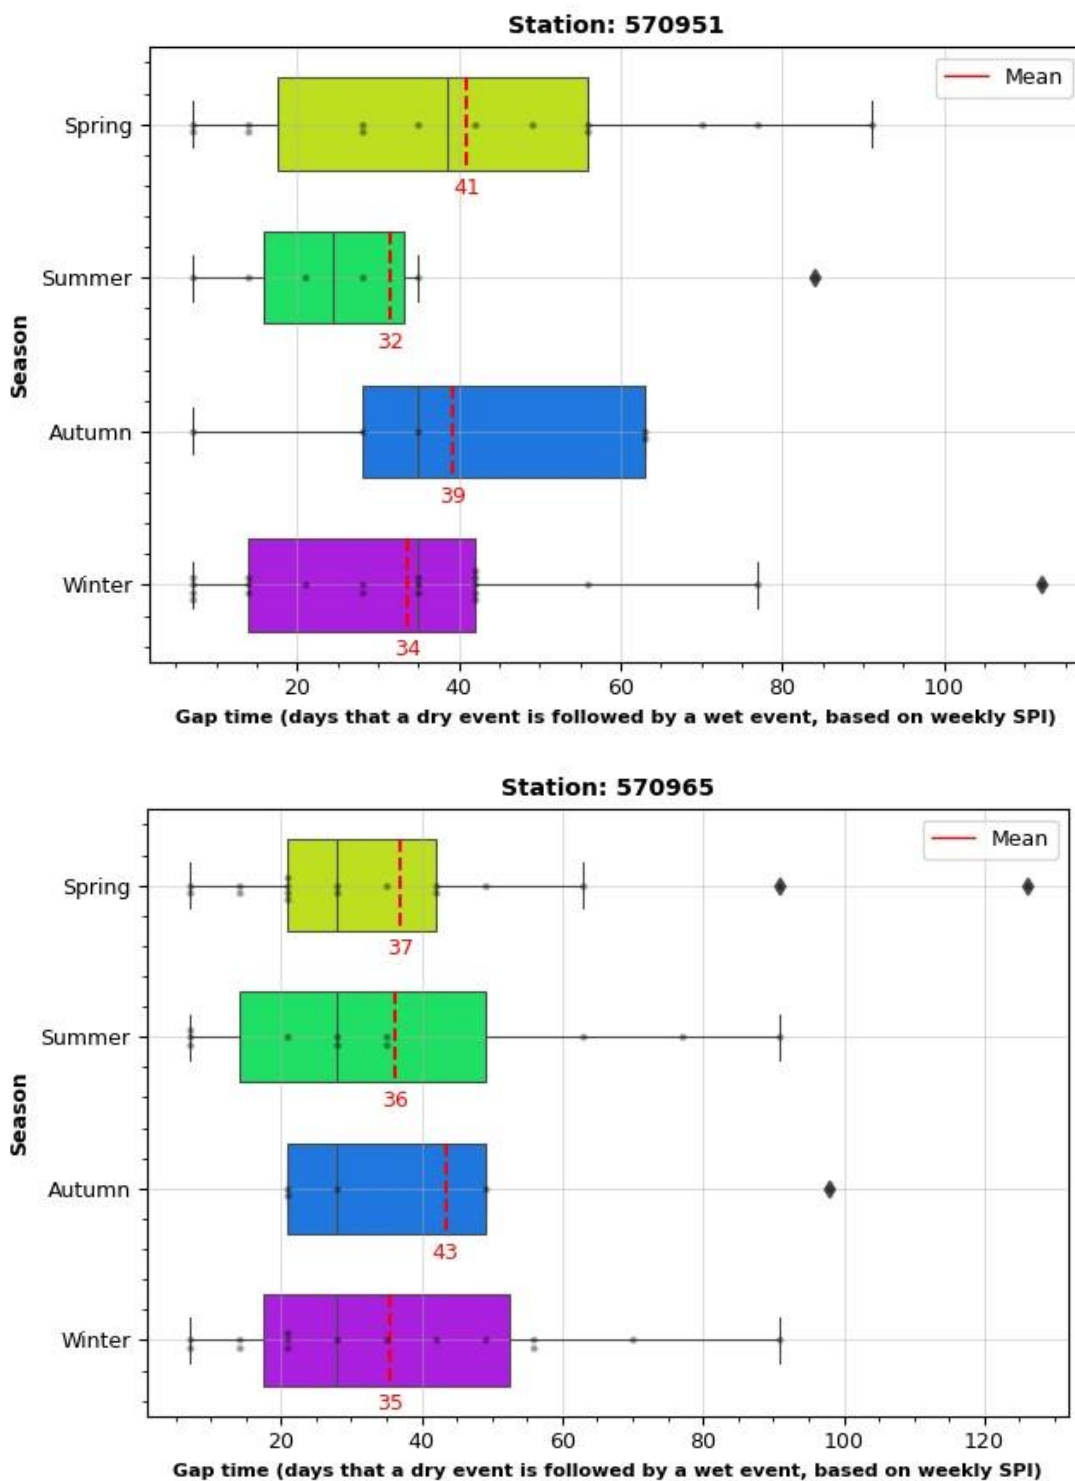 Station: 570951
Mean
Spring
41
Summer
32
Season
Autumn
39
Winter
34
20 40 60 80 100
Gap time (days that a dry event is followed by a wet event, based on weekly SPI)
Station: 570965
Mean
Spring
37
Summer
36
Season
Autumn
43
Winter
35
20 40 60 80 100 120
Gap time (days that a dry event is followed by a wet event, based on weekly SPI)